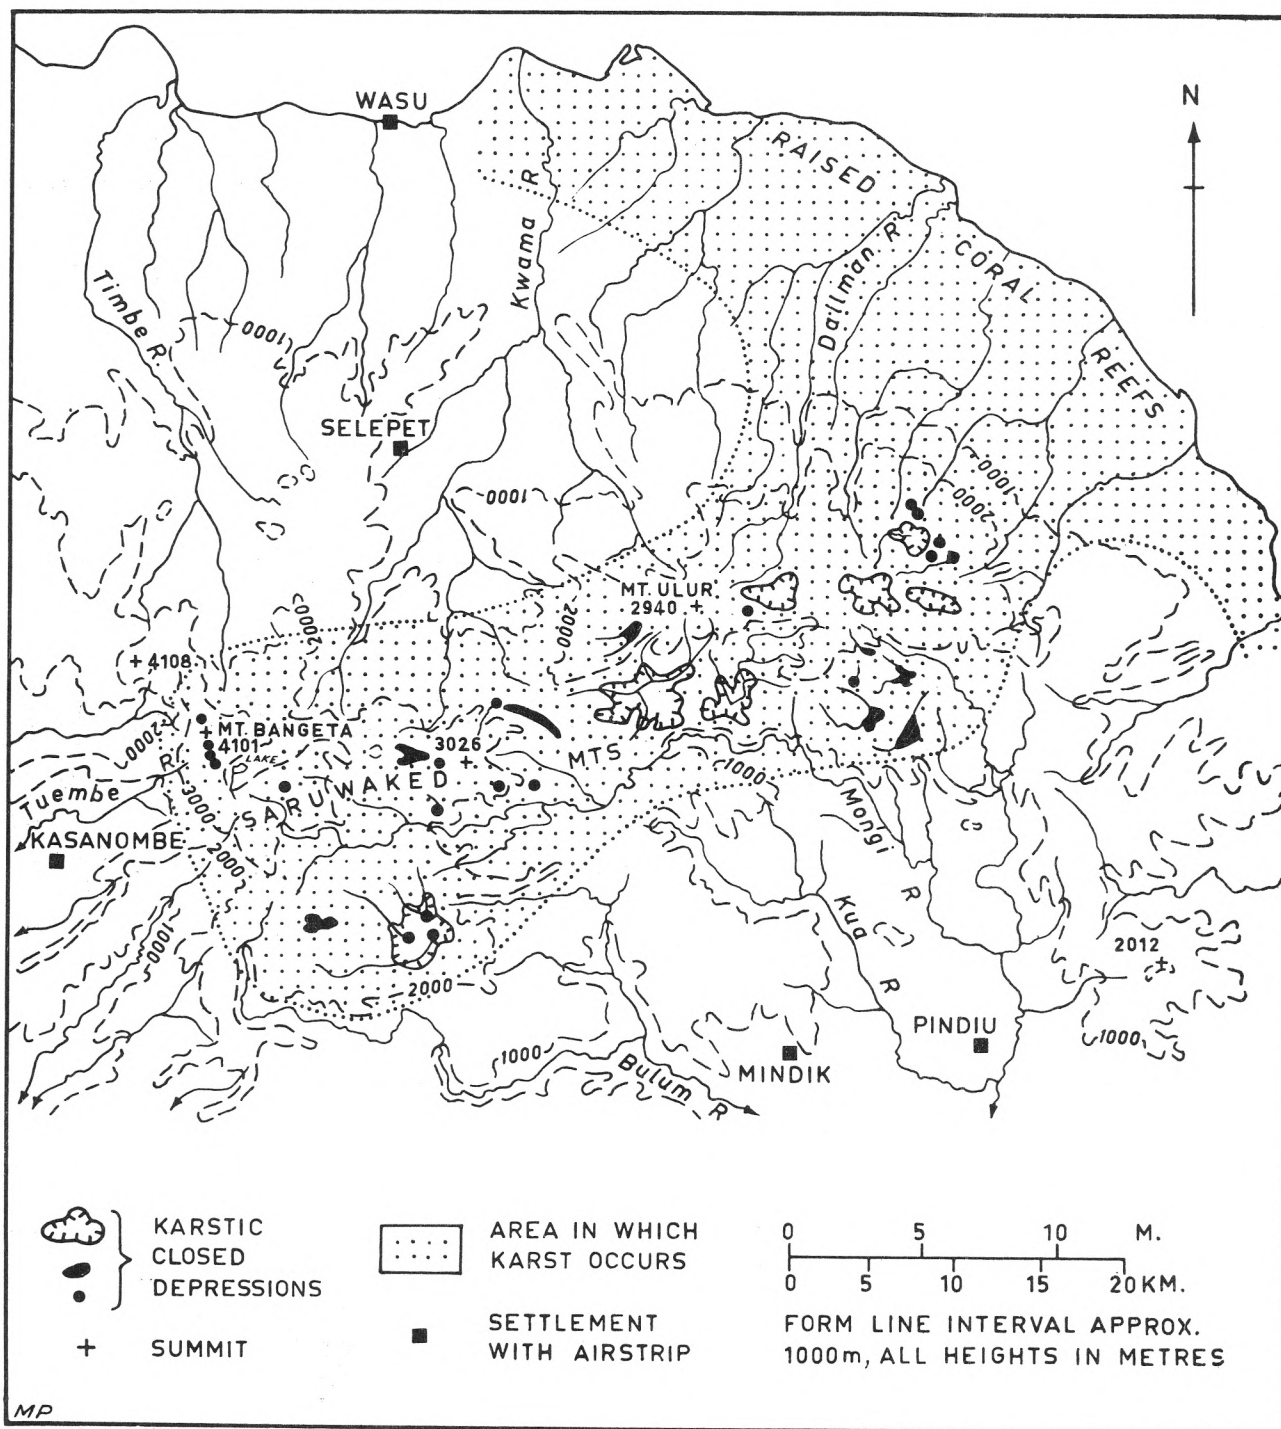 WASU
N
RAISED
CORAL
REEFS
Kwama R
Dallman R
Timbe R.
1000
SELEPET
1000
1000
2000
MT. ULUR
2940
2000
2000
4108
MT. BANGETA
4101
LAKE
3026
2000
R.
Tuembe
3000
SARUWAKED MTS
1000
KASANOMBE
2000
1000
Mongi R
Kua R
2012
2000
PINDIU
1000
1000
MINDIK
Bulum R
KARSTIC
CLOSED
DEPRESSIONS
SUMMIT
AREA IN WHICH
KARST OCCURS
SETTLEMENT
WITH AIRSTRIP
0 5 10 M.
0 5 10 15 20 KM.
FORM LINE INTERVAL APPROX.
1000m, ALL HEIGHTS IN METRES
MP